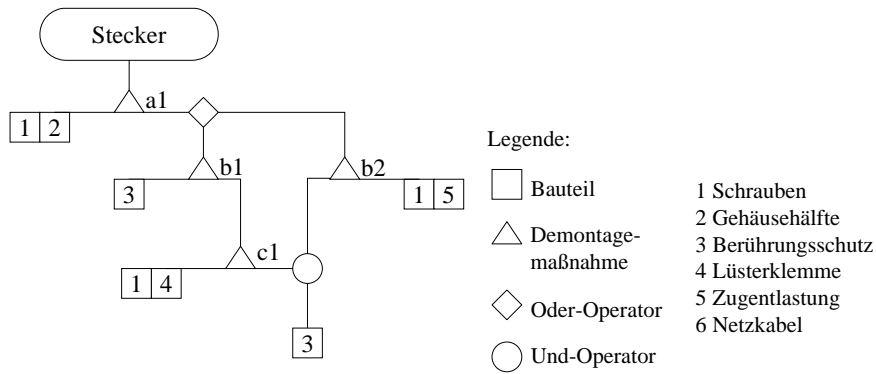 Stecker
a1
1 2
b1
b2
3
1 5
c1
1 4
3
Legende:
Bauteil
Demontage-
maßnahme
Oder-Operator
Und-Operator
1 Schrauben
2 Gehäusehälfte
3 Berührungsschutz
4 Lüsterklemme
5 Zugentlastung
6 Netzkabel